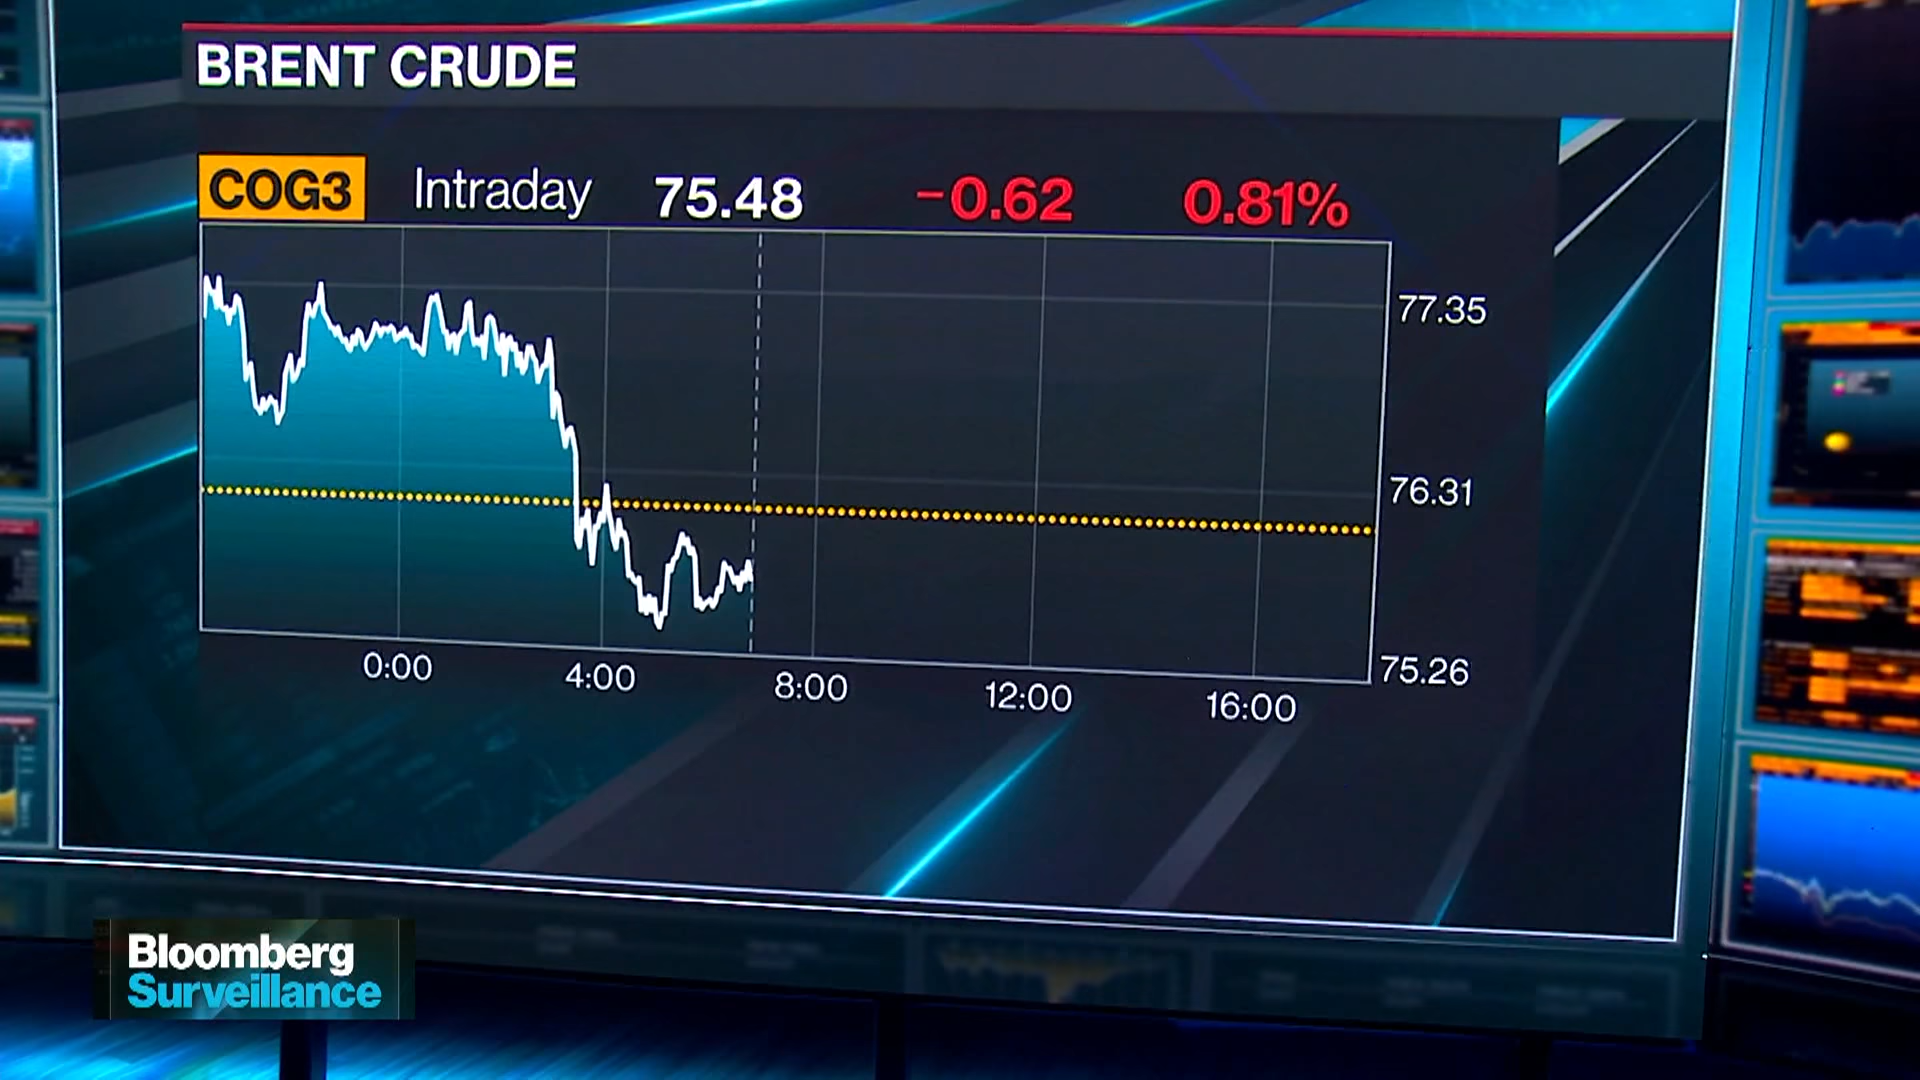 BRENT CRUDE
COG3 Intraday 75.48 -0.62 0.81%
77.35
76.31
75.26
0:00 4:00 8:00 12:00 16:00
Bloomberg
Surveillance